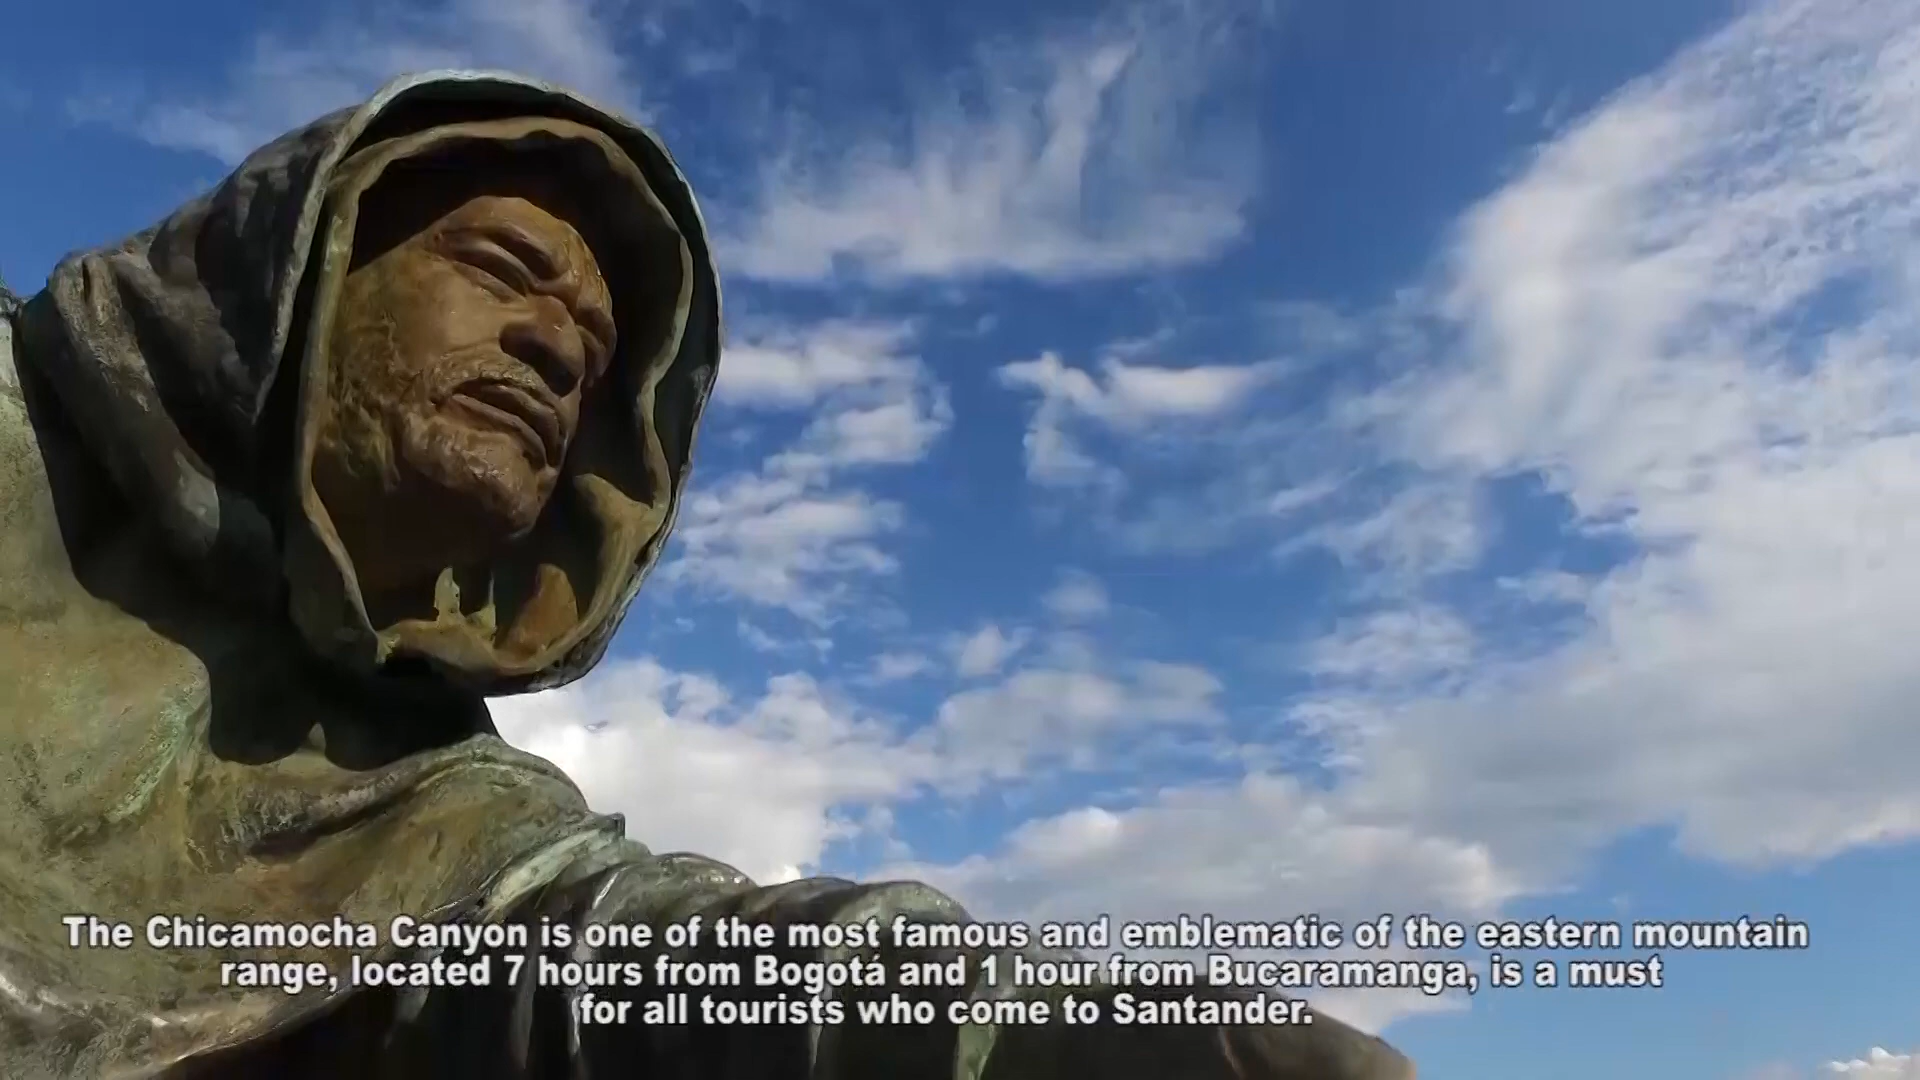 The Chicamocha Canyon is one of the most famous and emblematic of the eastern mountain
range, located 7 hours from Bogotá and 1 hour from Bucaramanga, is a must
for all tourists who come to Santander.